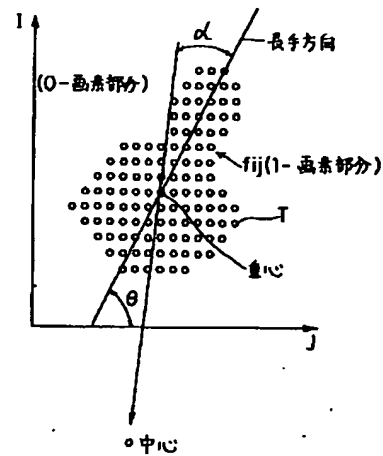 I
α
長手方向
(0-画素部分)
fij(1-画素部分)
T
重心
θ
J
中心